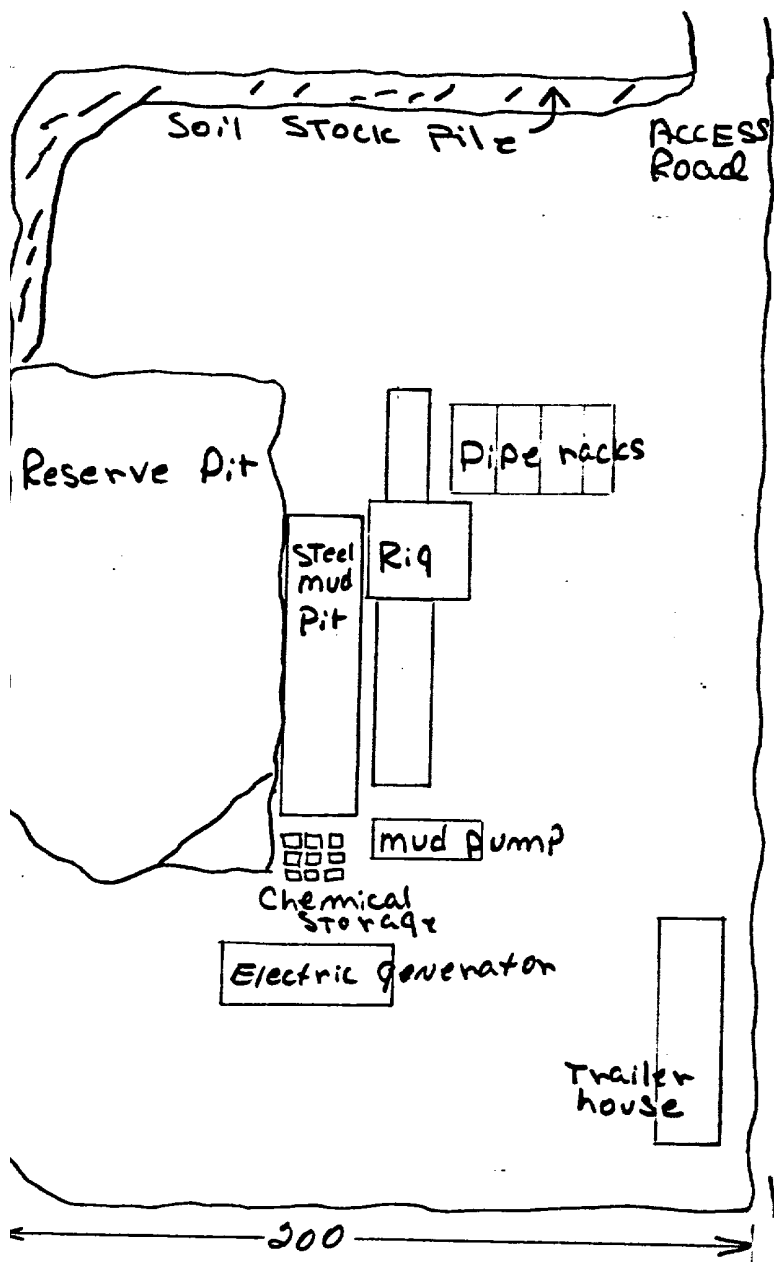 Soil Stock Pile
ACCESS
Road
Reserve Pit
Pipe racks
Steel
mud
Pit
Rig
mud pump
Chemical
Storage
Electric generator
Trailer
house
200